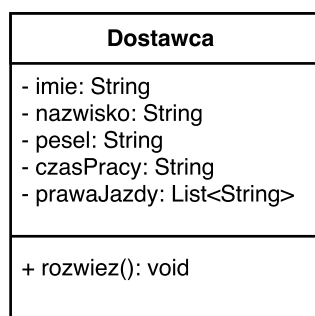 Dostawca
- imie: String
- nazwisko: String
- pesel: String
- czasPracy: String
- prawaJazdy: List<String>
+ rozwiez(): void